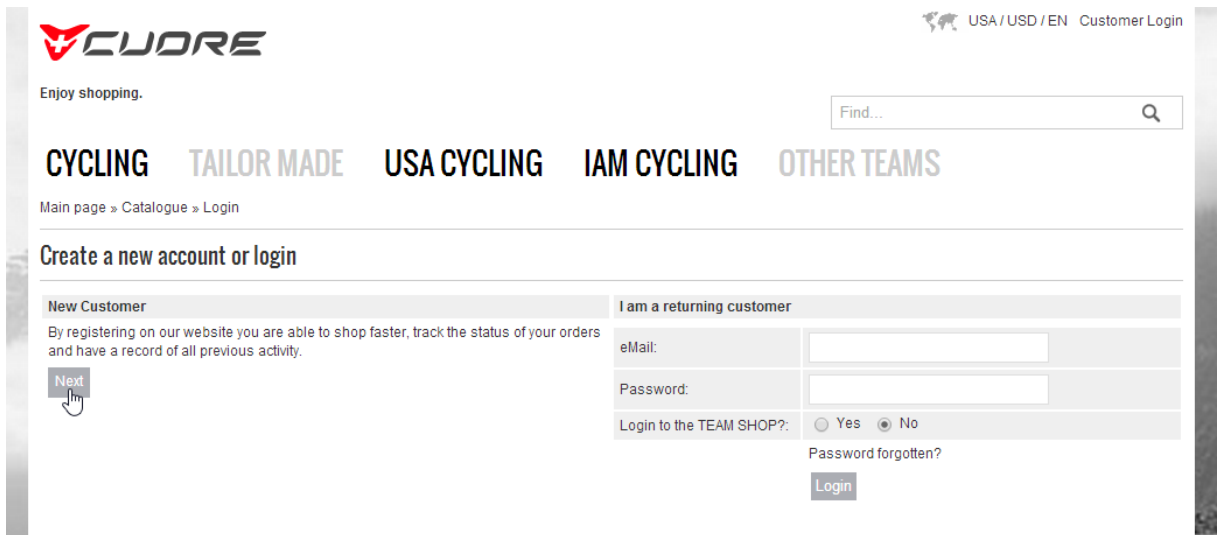 CUORE
USA / USD / EN Customer Login
Enjoy shopping.
Find...
CYCLING TAILOR MADE USA CYCLING IAM CYCLING OTHER TEAMS
Main page » Catalogue » Login
Create a new account or login
New Customer
By registering on our website you are able to shop faster, track the status of your orders
and have a record of all previous activity.
Next
I am a returning customer
eMail:
Password:
Login to the TEAM SHOP?: Yes No
Password forgotten?
Login